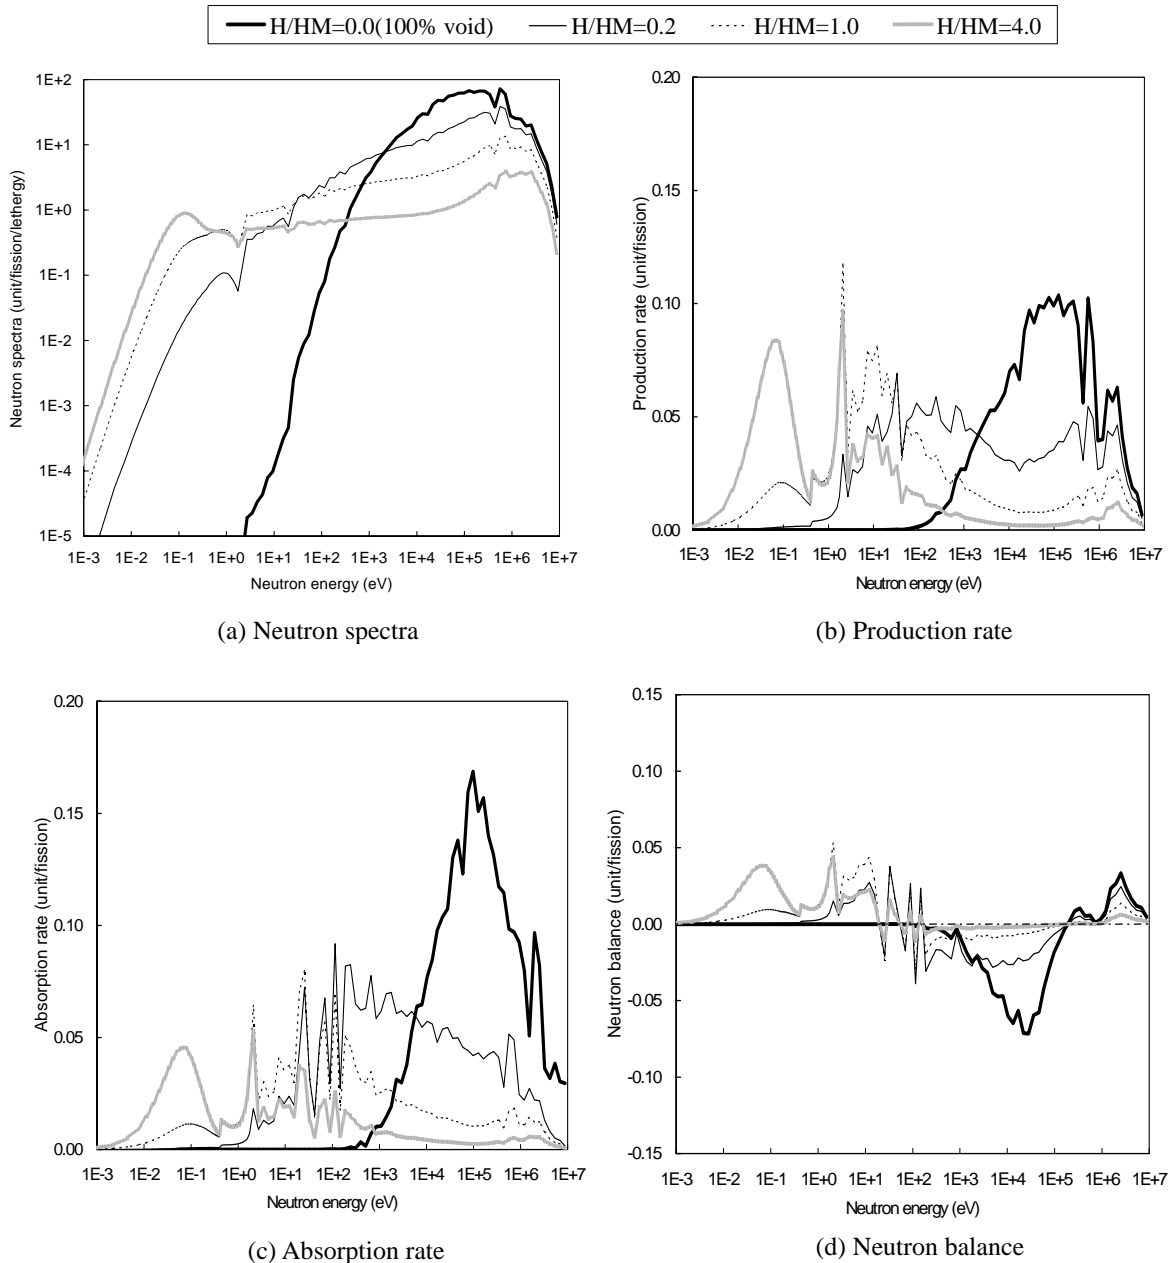 H/HM=0.0(100% void) H/HM=0.2 H/HM=1.0 H/HM=4.0
1E+2
1E+1
1E+0
1E-1
1E-2
1E-3
1E-4
1E-5
Neutron spectra (unit/fission/lethergy)
1E-3 1E-2 1E-1 1E+0 1E+1 1E+2 1E+3 1E+4 1E+5 1E+6 1E+7
Neutron energy (eV)
(a) Neutron spectra
0.20
0.15
0.10
0.05
0.00
Production rate (unit/fission)
1E-3 1E-2 1E-1 1E+0 1E+1 1E+2 1E+3 1E+4 1E+5 1E+6 1E+7
Neutron energy (eV)
(b) Production rate
0.20
0.15
0.10
0.05
0.00
Absorption rate (unit/fission)
1E-3 1E-2 1E-1 1E+0 1E+1 1E+2 1E+3 1E+4 1E+5 1E+6 1E+7
Neutron energy (eV)
(c) Absorption rate
0.15
0.10
0.05
0.00
-0.05
-0.10
-0.15
Neutron balance (unit/fission)
1E-3 1E-2 1E-1 1E+0 1E+1 1E+2 1E+3 1E+4 1E+5 1E+6 1E+7
Neutron energy (eV)
(d) Neutron balance